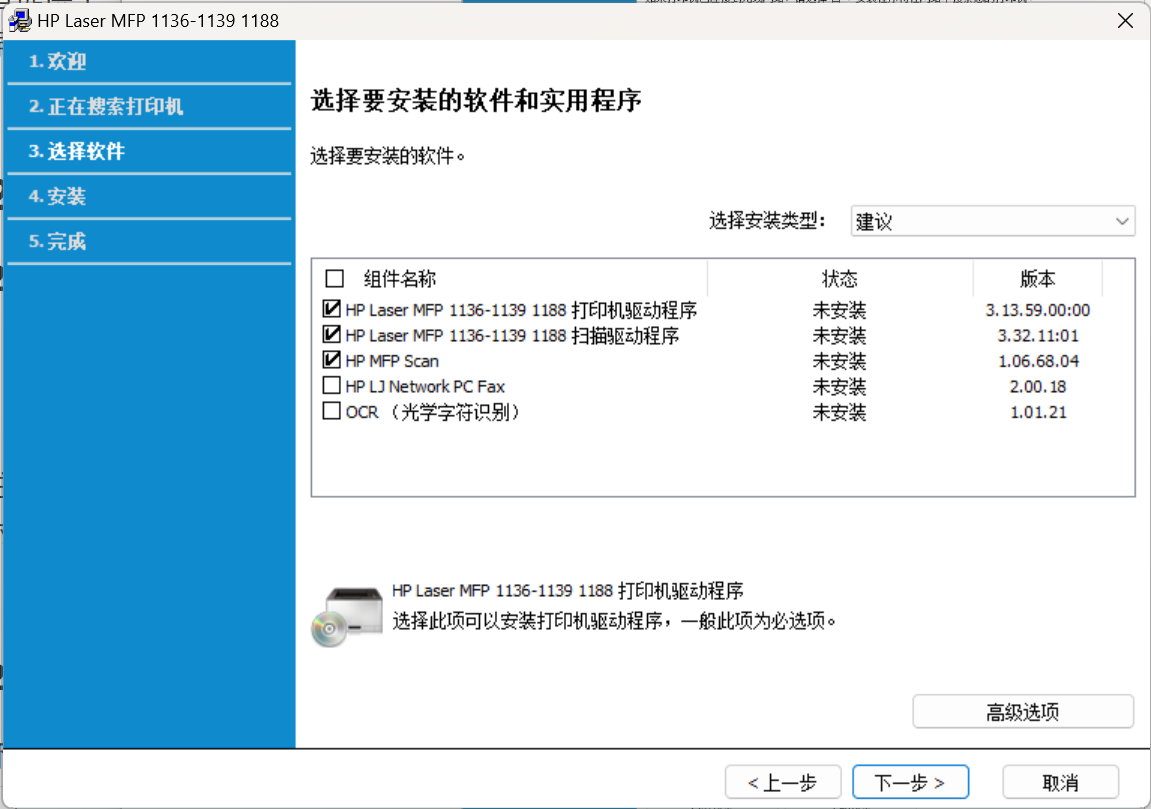 HP Laser MFP 1136-1139 1188
1. 欢迎
2. 正在搜索打印机
3. 选择软件
4. 安装
5. 完成
选择要安装的软件和实用程序
选择要安装的软件。
选择安装类型： 建议
组件名称 状态 版本
HP Laser MFP 1136-1139 1188 打印机驱动程序 未安装 3.13.59.00:00
HP Laser MFP 1136-1139 1188 扫描驱动程序 未安装 3.32.11:01
HP MFP Scan 未安装 1.06.68.04
HP LJ Network PC Fax 未安装 2.00.18
OCR （光学字符识别） 未安装 1.01.21
HP Laser MFP 1136-1139 1188 打印机驱动程序
选择此项可以安装打印机驱动程序，一般此项为必选项。
高级选项
< 上一步 下一步 > 取消